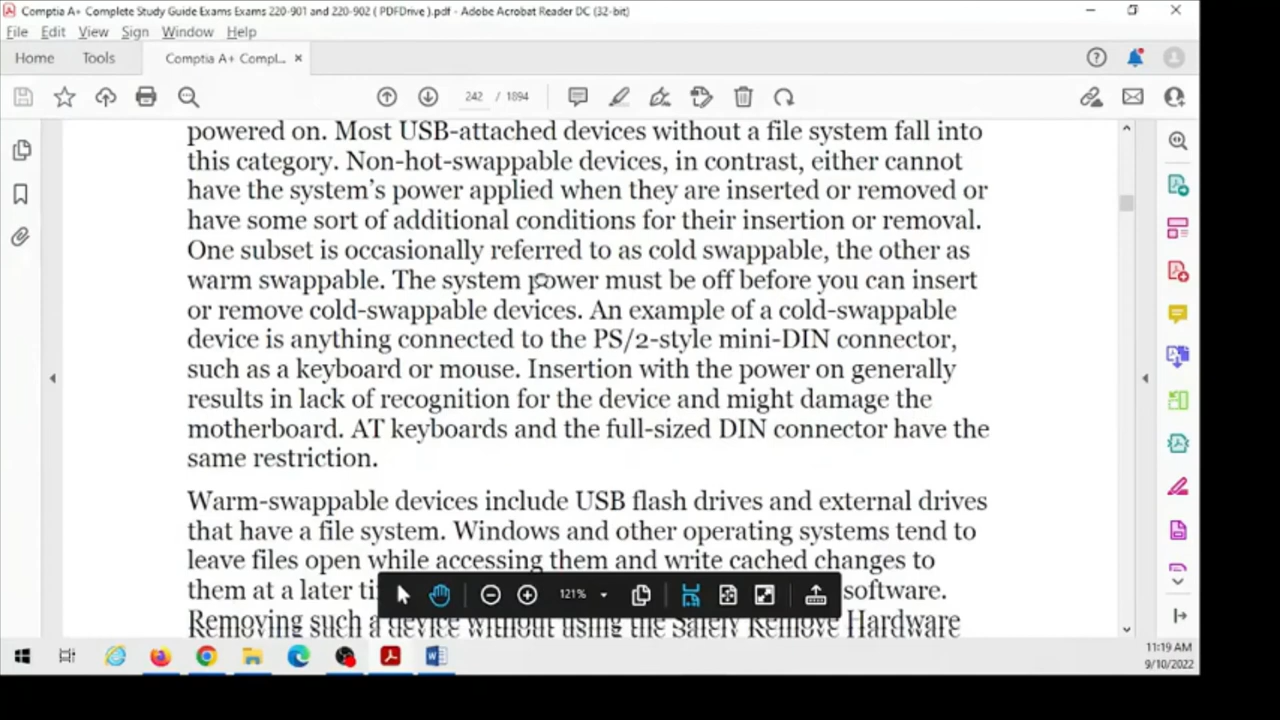 Comptia A+ Complete Study Guide Exams Exams 220-901 and 220-902 ( PDFDrive ).pdf - Adobe Acrobat Reader DC (32-bit)
File Edit View Sign Window Help
Home Tools Comptia A+ Compl... ×
242 / 1894
powered on. Most USB-attached devices without a file system fall into
this category. Non-hot-swappable devices, in contrast, either cannot
have the system’s power applied when they are inserted or removed or
have some sort of additional conditions for their insertion or removal.
One subset is occasionally referred to as cold swappable, the other as
warm swappable. The system power must be off before you can insert
or remove cold-swappable devices. An example of a cold-swappable
device is anything connected to the PS/2-style mini-DIN connector,
such as a keyboard or mouse. Insertion with the power on generally
results in lack of recognition for the device and might damage the
motherboard. AT keyboards and the full-sized DIN connector have the
same restriction.
Warm-swappable devices include USB flash drives and external drives
that have a file system. Windows and other operating systems tend to
leave files open while accessing them and write cached changes to
them at a later software.
Removing such a device without using the Safely Remove Hardware
121%
11:19 AM
9/10/2022